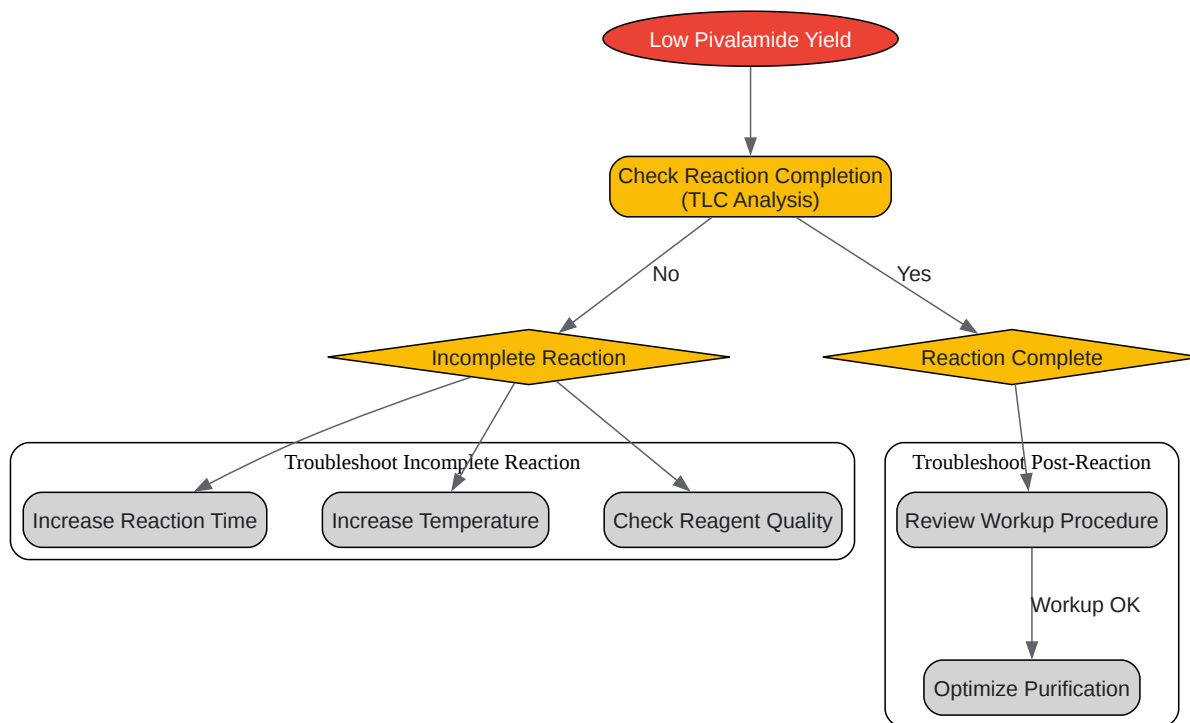 Low Pivalamide Yield
Check Reaction Completion
(TLC Analysis)
No
Yes
Incomplete Reaction
Reaction Complete
Troubleshoot Incomplete Reaction
Troubleshoot Post-Reaction
Increase Reaction Time
Increase Temperature
Check Reagent Quality
Review Workup Procedure
Workup OK
Optimize Purification